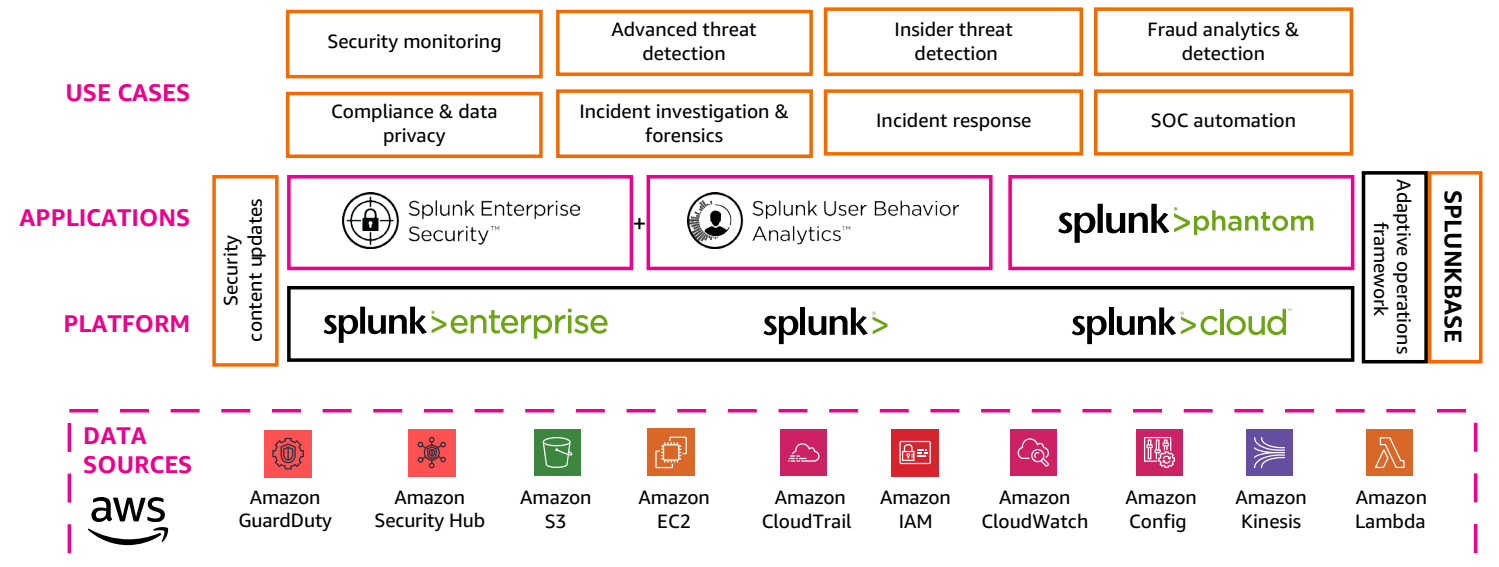 USE CASES
Security monitoring
Advanced threat
detection
Insider threat
detection
Fraud analytics &
detection
Compliance & data
privacy
Incident investigation &
forensics
Incident response
SOC automation
APPLICATIONS
Security
content updates
Splunk Enterprise
Security™
+
Splunk User Behavior
Analytics™
splunk>phantom
Adaptive operations
framework
SPLUNKBASE
PLATFORM
splunk>enterprise
splunk>
splunk>cloud™
DATA
SOURCES
aws
Amazon
GuardDuty
Amazon
Security Hub
Amazon
S3
Amazon
EC2
Amazon
CloudTrail
Amazon
IAM
Amazon
CloudWatch
Amazon
Config
Amazon
Kinesis
Amazon
Lambda